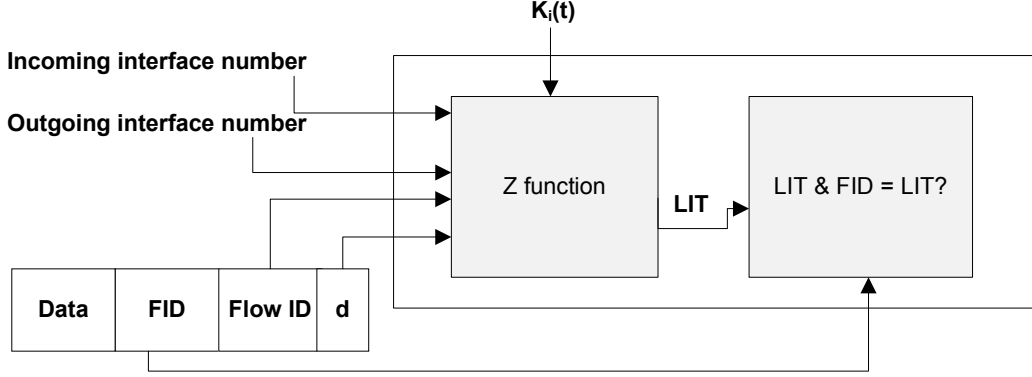 Kᵢ(t)
Incoming interface number
Outgoing interface number
Z function
LIT
LIT & FID = LIT?
Data FID Flow ID d